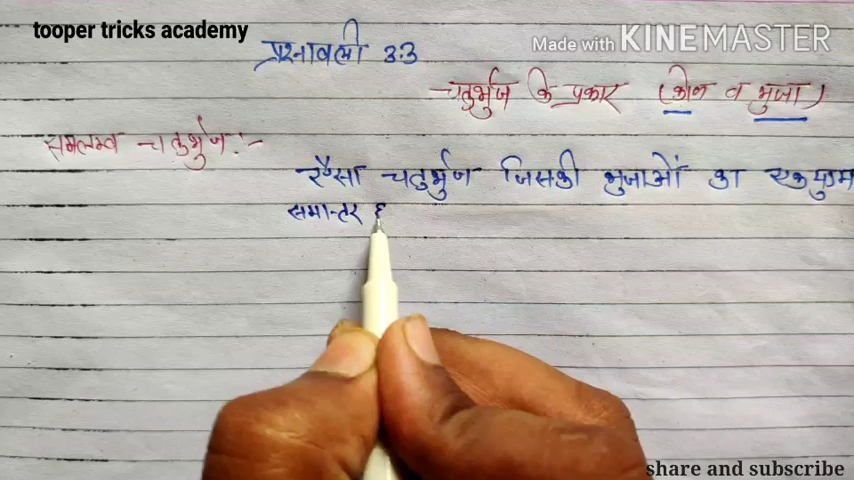 tooper tricks academy
Made with KINEMASTER
प्रश्नावली 3.3
चतुर्भुज के प्रकार (कोण व भुजा)
समलम्ब चतुर्भुज :-
ऐसा चतुर्भुज जिसकी भुजाओं का एक युग्म
समान्तर
share and subscribe